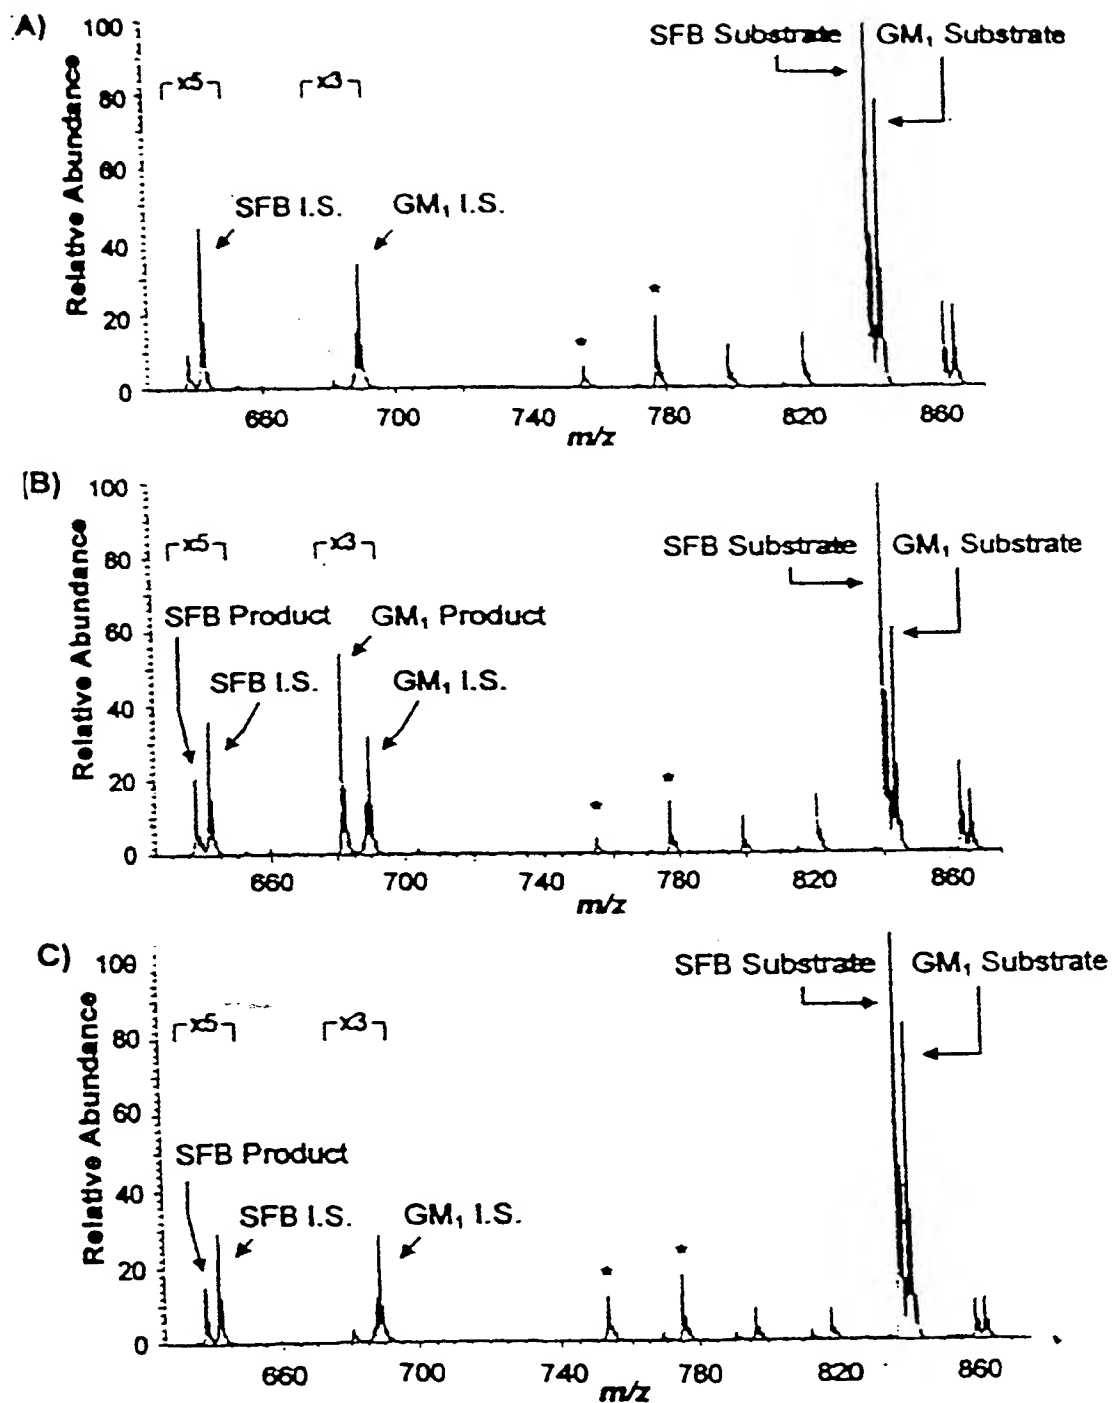 A)
100
80
60
40
20
0
Relative Abundance
x5
x3
SFB Substrate
GM₁ Substrate
SFB I.S.
GM₁ I.S.
*
*
660
700
740
780
820
860
m/z
(B)
100
80
60
40
20
0
Relative Abundance
x5
x3
SFB Substrate
GM₁ Substrate
SFB Product
GM₁ Product
SFB I.S.
GM₁ I.S.
*
*
660
700
740
780
820
860
m/z
C)
100
80
60
40
20
0
Relative Abundance
x5
x3
SFB Substrate
GM₁ Substrate
SFB Product
SFB I.S.
GM₁ I.S.
*
*
660
700
740
780
820
860
m/z